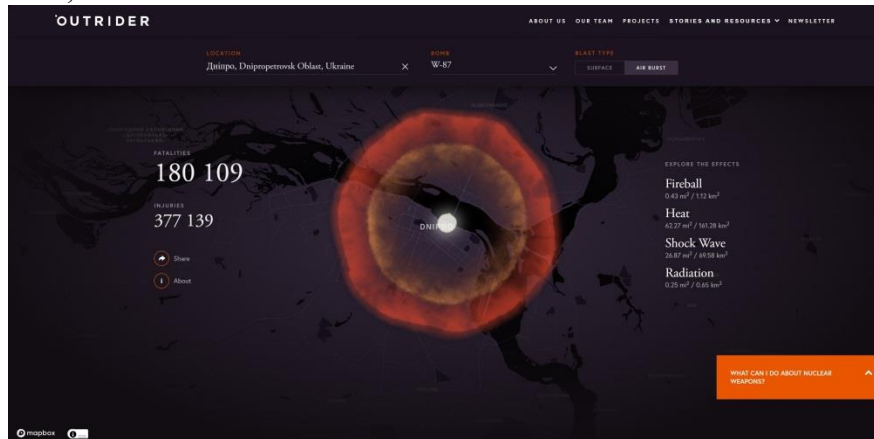 OUTRIDER
ABOUT US OUR TEAM PROJECTS STORIES AND RESOURCES NEWSLETTER
LOCATION
Дніпро, Dnipropetrovsk Oblast, Ukraine
BOMB
W-87
BLAST TYPE
SURFACE AIR BURST
FATALITIES
180 109
INJURIES
377 139
Share
About
DNIPRO
EXPLORE THE EFFECTS
Fireball
0.43 mi² / 1.12 km²
Heat
62.27 mi² / 161.28 km²
Shock Wave
26.87 mi² / 69.58 km²
Radiation
0.25 mi² / 0.65 km²
WHAT CAN I DO ABOUT NUCLEAR
WEAPONS?
mapbox